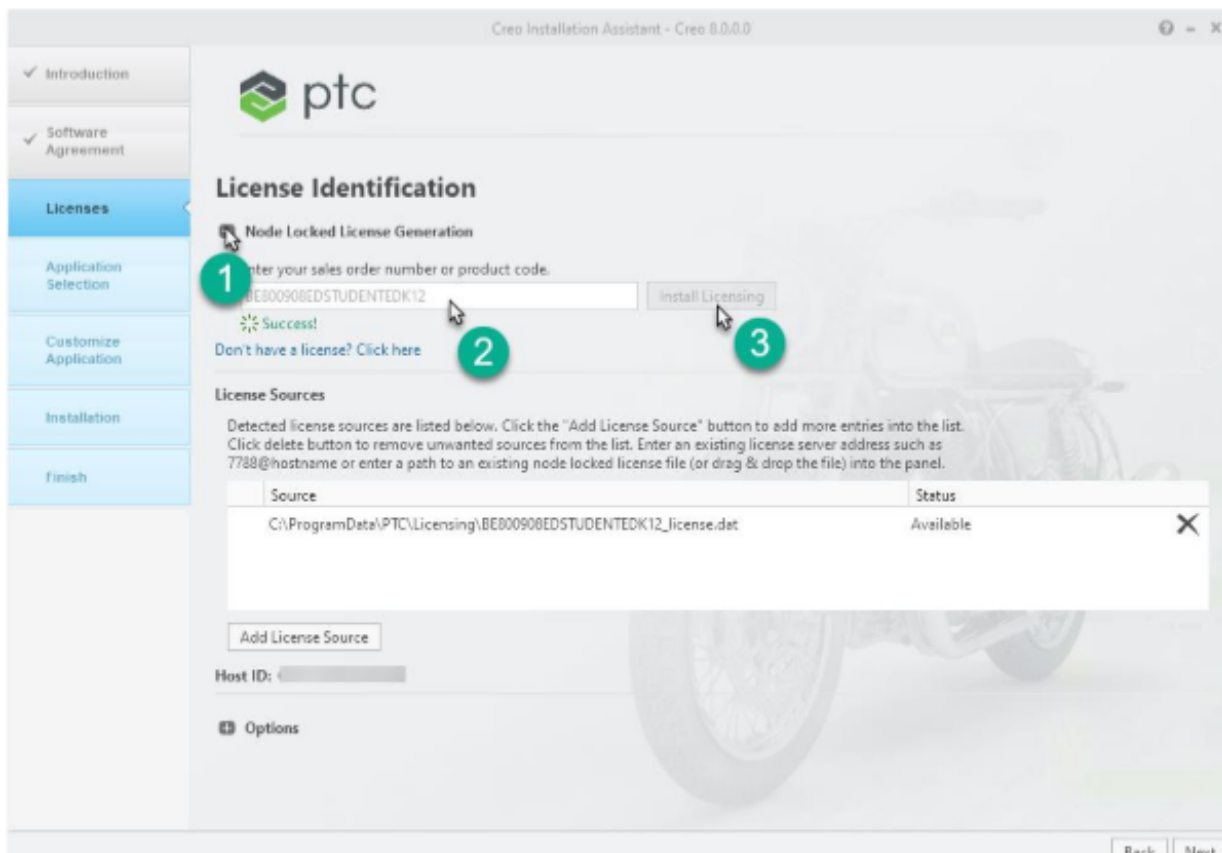 Creo Installation Assistant - Creo 8.0.0.0
Introduction
Software
Agreement
Licenses
Application
Selection
Customize
Application
Installation
Finish
ptc
License Identification
Node Locked License Generation
1
nter your sales order number or product code.
BE800908EDSTUDENTEDK12
Install Licensing
Success!
2
3
Don't have a license? Click here
License Sources
Detected license sources are listed below. Click the "Add License Source" button to add more entries into the list.
Click delete button to remove unwanted sources from the list. Enter an existing license server address such as
7788@hostname or enter a path to an existing node locked license file (or drag & drop the file) into the panel.
Source Status
C:\ProgramData\PTC\Licensing\BE800908EDSTUDENTEDK12_license.dat Available
Add License Source
Host ID:
Options
Back Next